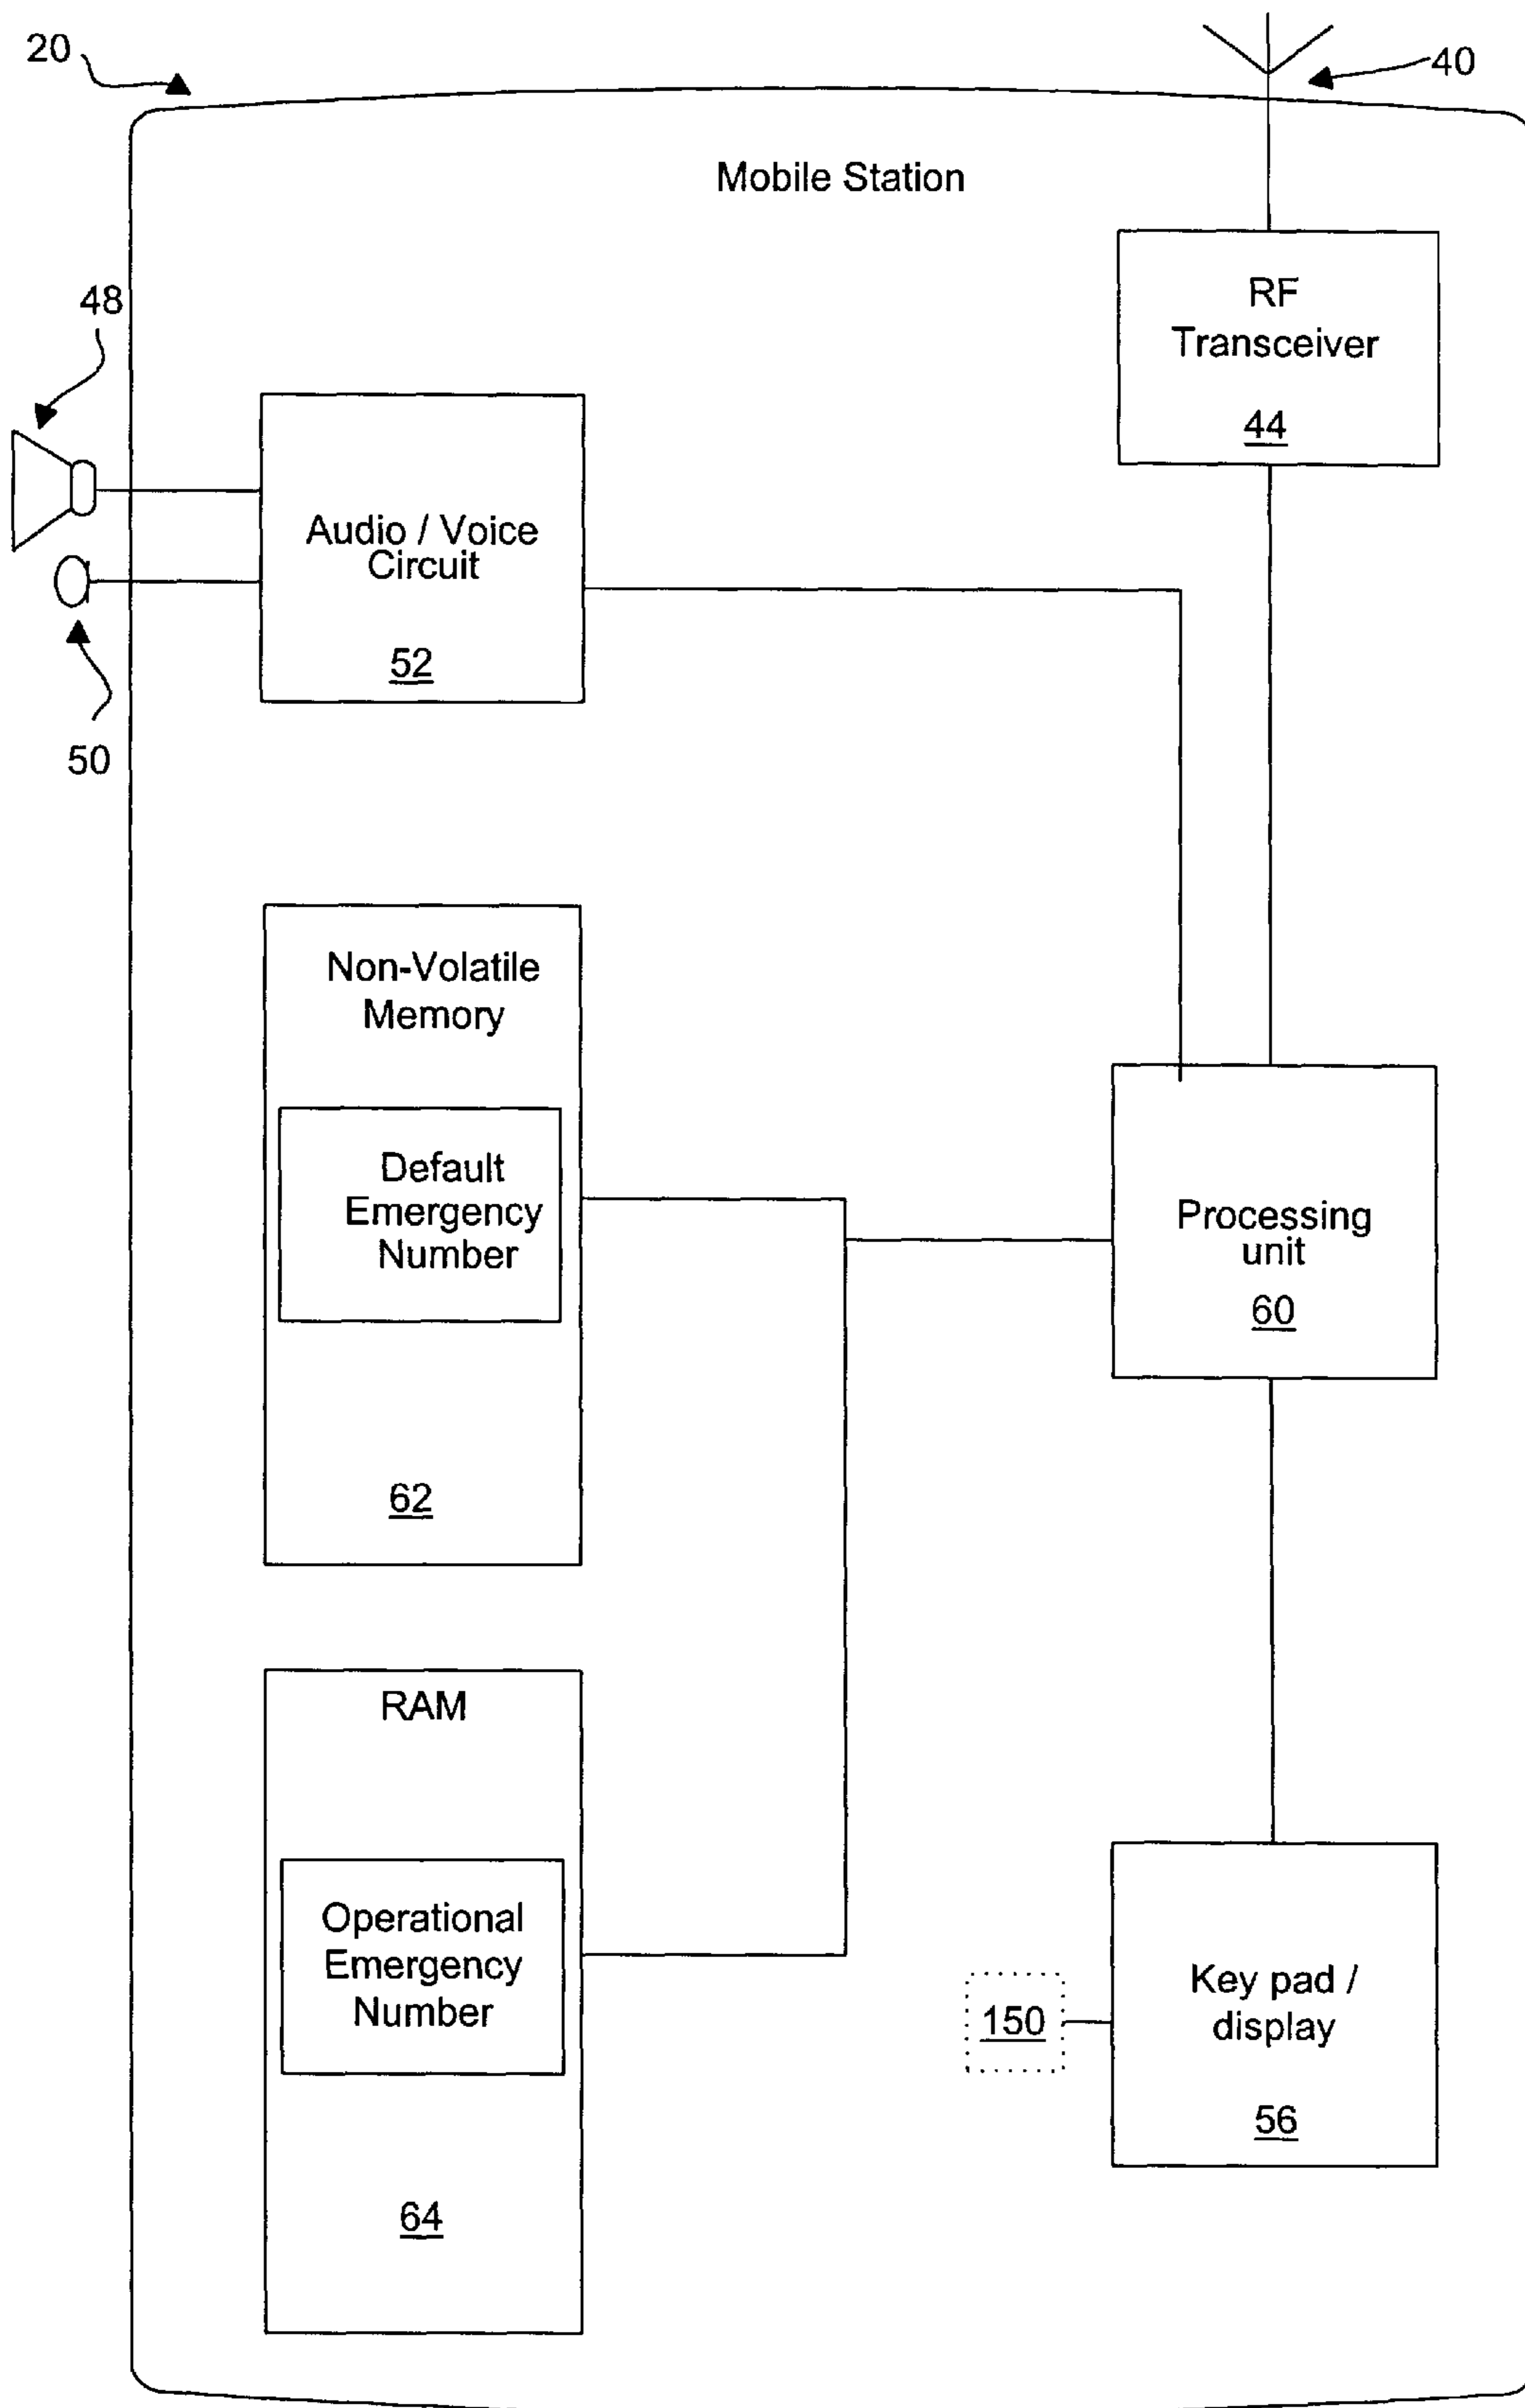 20
40
Mobile Station
RF
Transceiver
44
48
Audio / Voice
Circuit
52
50
Non-Volatile
Memory
Default
Emergency
Number
62
Processing
unit
60
RAM
Operational
Emergency
Number
64
150
Key pad /
display
56